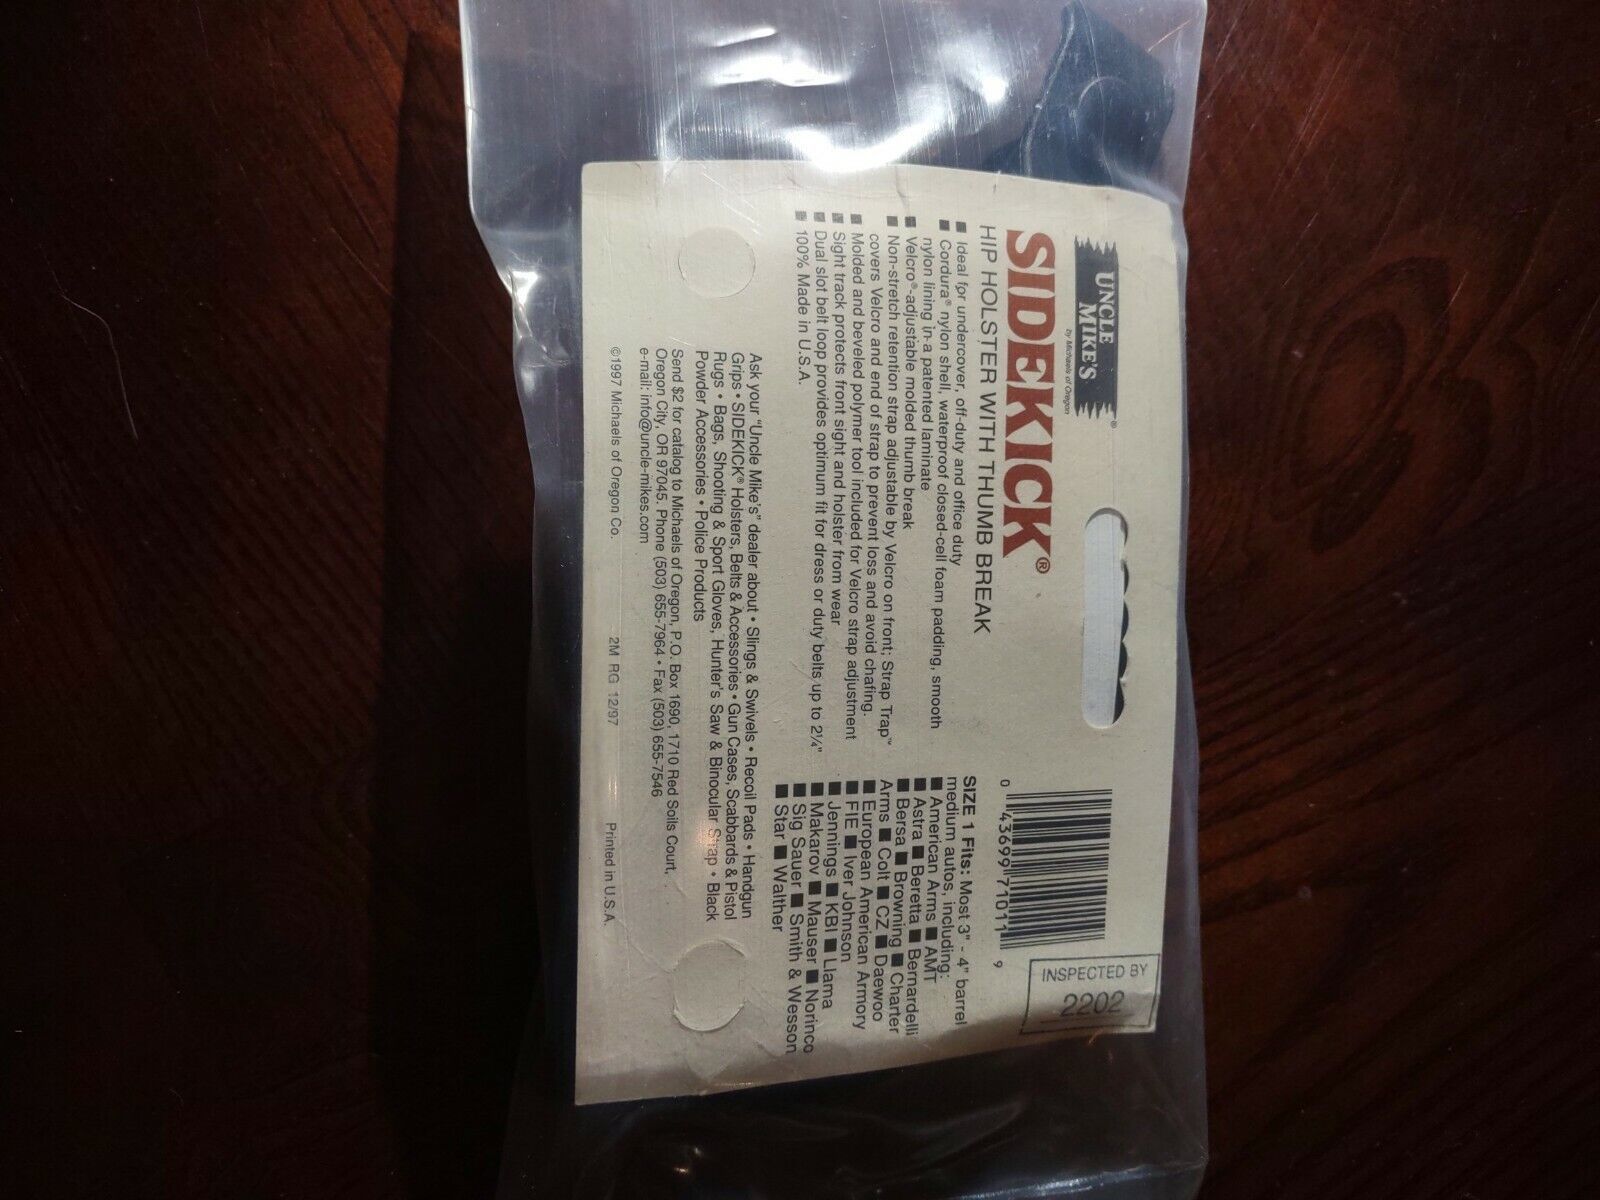 UNCLE
MIKE'S®
by Michaels of Oregon
SIDEKICK®
HIP HOLSTER WITH THUMB BREAK
■ Ideal for undercover, off-duty and office duty
■ Cordura® nylon shell, waterproof closed-cell foam padding, smooth
nylon lining in a patented laminate
■ Velcro®-adjustable molded thumb break
■ Non-stretch retention strap adjustable by Velcro on front; Strap Trap™
covers Velcro and end of strap to prevent loss and avoid chafing.
■ Molded and beveled polymer tool included for Velcro strap adjustment
■ Sight track protects front sight and holster from wear
■ Dual slot belt loop provides optimum fit for dress or duty belts up to 2¼"
■ 100% Made in U.S.A.
0 43699 71011 9
INSPECTED BY
2202
SIZE 1 Fits: Most 3" - 4" barrel
medium autos, including:
■ American Arms ■ AMT
■ Astra ■ Beretta ■ Bernardelli
■ Bersa ■ Browning ■ Charter
Arms ■ Colt ■ CZ ■ Daewoo
■ European American Armory
■ FIE ■ Iver Johnson
■ Jennings ■ KBI ■ Llama
■ Makarov ■ Mauser ■ Norinco
■ Sig Sauer ■ Smith & Wesson
■ Star ■ Walther
Ask your "Uncle Mike's" dealer about • Slings & Swivels • Recoil Pads • Handgun
Grips • SIDEKICK® Holsters, Belts & Accessories • Gun Cases, Scabbards & Pistol
Rugs • Bags, Shooting & Sport Gloves, Hunter's Saw & Binocular Strap • Black
Powder Accessories • Police Products
Send $2 for catalog to Michaels of Oregon, P.O. Box 1690, 1710 Red Soils Court,
Oregon City, OR 97045. Phone (503) 655-7964 • Fax (503) 655-7546
e-mail: info@uncle-mikes.com
©1997 Michaels of Oregon Co. 2M RG 12/97 Printed in U.S.A.